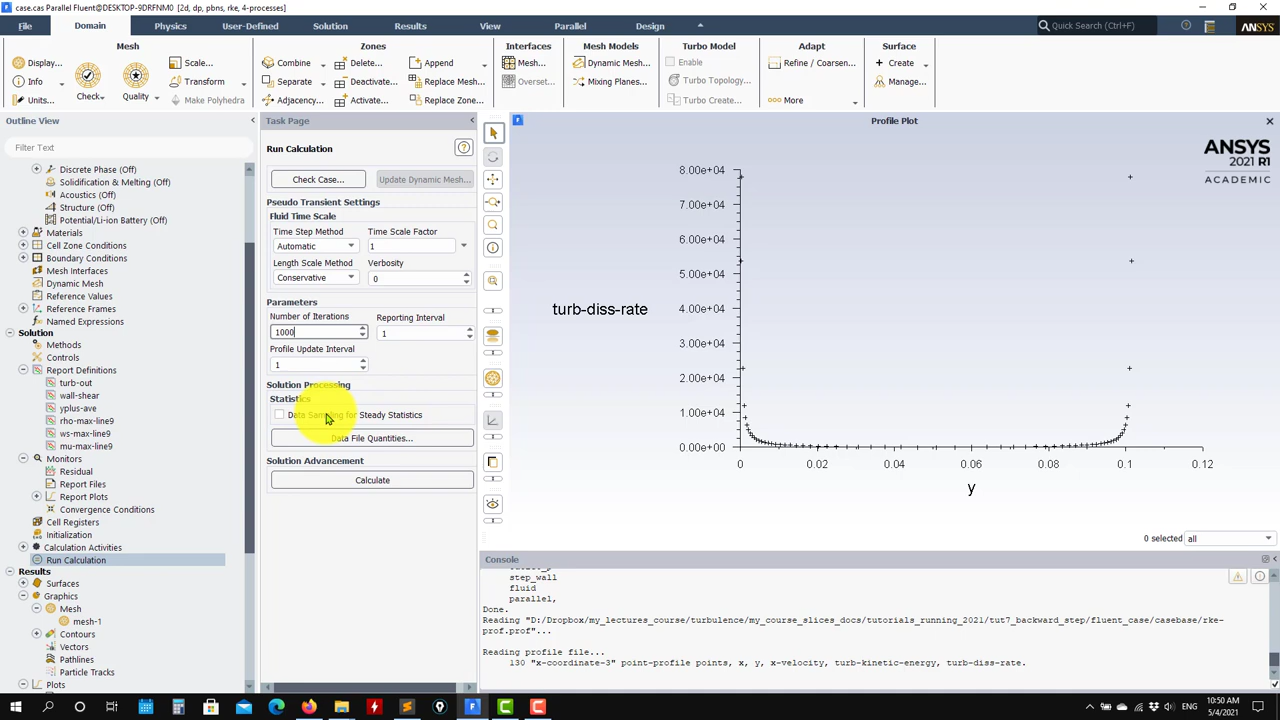 case.cas Parallel Fluent@DESKTOP-9DRFNM0 [2d, dp, pbns, rke, 4-processes]
File Domain Physics User-Defined Solution Results View Parallel Design Quick Search (Ctrl+F) ANSYS
Mesh Zones Interfaces Mesh Models Turbo Model Adapt Surface
Display... Scale... Combine Delete... Append Mesh... Dynamic Mesh... Enable Refine / Coarsen... Create
Info Transform Separate Deactivate... Replace Mesh... Overset... Mixing Planes... Turbo Topology... Manage...
Units... Check Quality Make Polyhedra Adjacency... Activate... Replace Zone... Turbo Create... More
Outline View
Filter Text
Discrete Phase (Off)
Solidification & Melting (Off)
Acoustics (Off)
Structure (Off)
Potential/Li-ion Battery (Off)
Materials
Cell Zone Conditions
Boundary Conditions
Mesh Interfaces
Dynamic Mesh
Reference Values
Reference Frames
Named Expressions
Solution
Methods
Controls
Report Definitions
turb-out
wall-shear
yplus-ave
rho-max-line9
ws-max-line9
mu-max-line9
Monitors
Residual
Report Files
Report Plots
Convergence Conditions
Cell Registers
Initialization
Calculation Activities
Run Calculation
Results
Surfaces
Graphics
Mesh
mesh-1
Contours
Vectors
Pathlines
Particle Tracks
Plots
Task Page
Run Calculation
Check Case... Update Dynamic Mesh...
Pseudo Transient Settings
Fluid Time Scale
Time Step Method Time Scale Factor
Automatic 1
Length Scale Method Verbosity
Conservative 0
Parameters
Number of Iterations Reporting Interval
1000 1
Profile Update Interval
1
Solution Processing
Statistics
Data Sampling for Steady Statistics
Data File Quantities...
Solution Advancement
Calculate
Profile Plot
ANSYS
2021 R1
ACADEMIC
8.00e+04
7.00e+04
6.00e+04
5.00e+04
4.00e+04
turb-diss-rate
3.00e+04
2.00e+04
1.00e+04
0.00e+00
0 0.02 0.04 0.06 0.08 0.1 0.12
y
0 selected all
Console
step_wall
fluid
parallel,
Done.
Reading "D:/Dropbox/my_lectures_course/turbulence/my_course_slices_docs/tutorials_running_2021/tut7_backward_step/fluent_case/casebase/rke-
prof.prof"...
Reading profile file...
130 "x-coordinate-3" point-profile points, x, y, x-velocity, turb-kinetic-energy, turb-diss-rate.
ENG 10:50 AM
5/4/2021